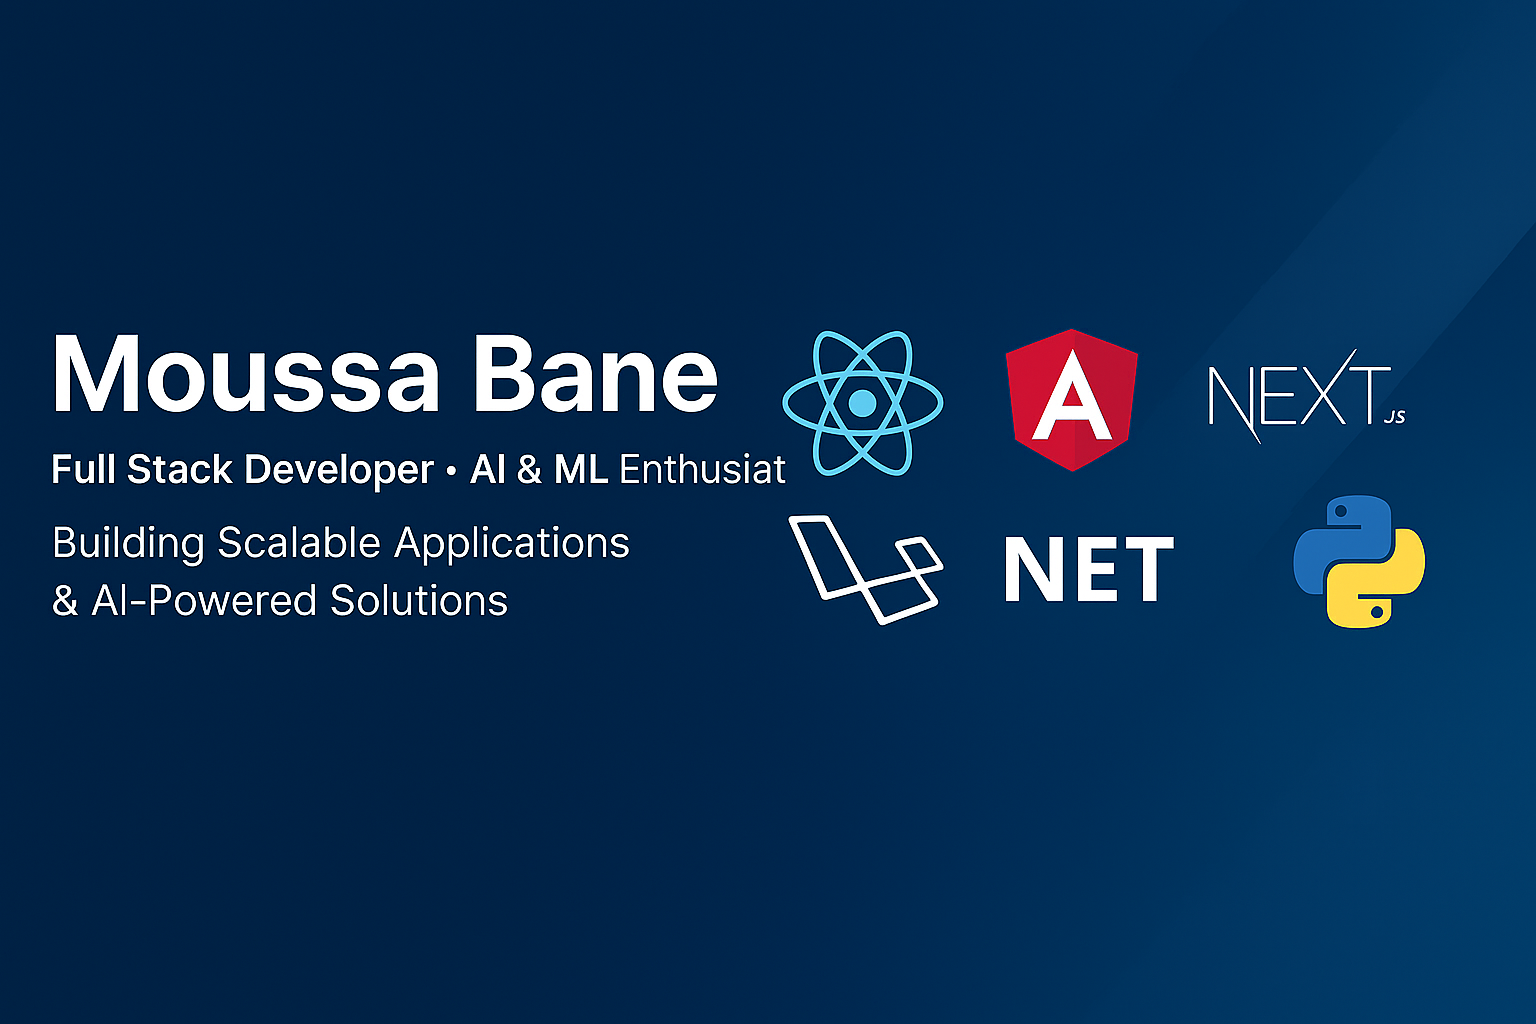 Moussa Bane
Full Stack Developer • AI & ML Enthusiat
Building Scalable Applications
& AI-Powered Solutions
A
NEXT.JS
NET